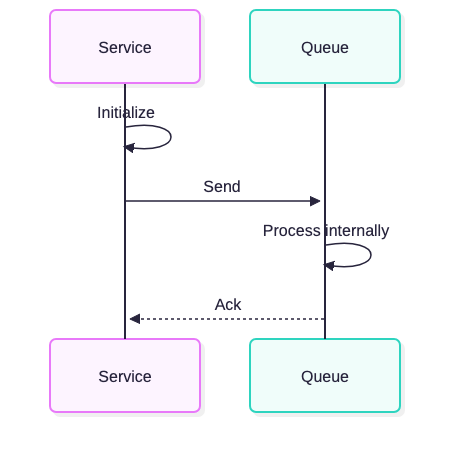 Service
Queue
Initialize
Send
Process internally
Ack
Service
Queue